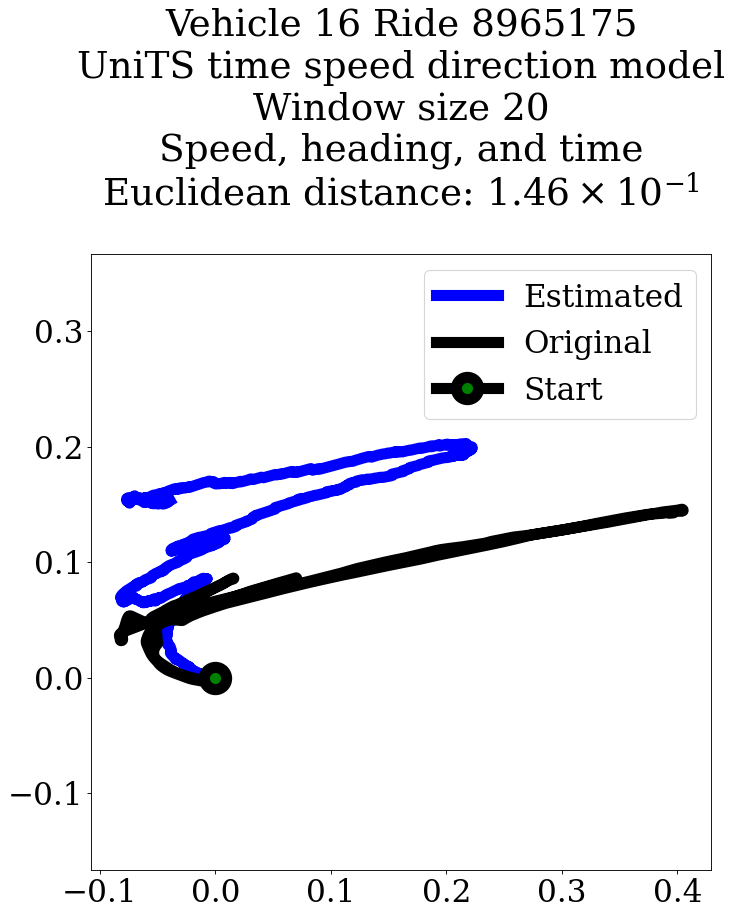 Vehicle 16 Ride 8965175
UniTS time speed direction model
Window size 20
Speed, heading, and time
Euclidean distance: 1.46 × 10⁻¹
Estimated
Original
Start
0.3
0.2
0.1
0.0
−0.1
−0.1 0.0 0.1 0.2 0.3 0.4